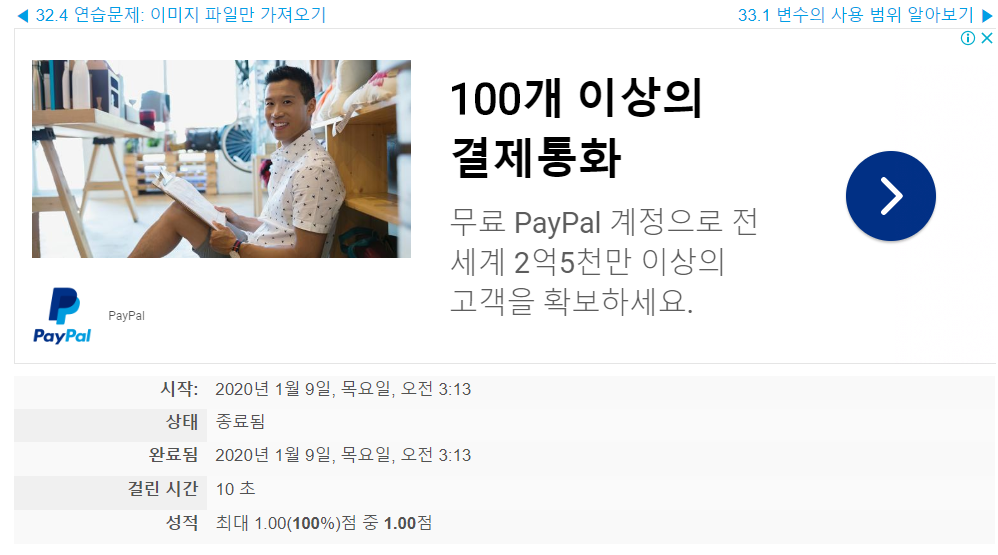 ◀ 32.4 연습문제: 이미지 파일만 가져오기
33.1 변수의 사용 범위 알아보기 ▶
100개 이상의
결제통화
무료 PayPal 계정으로 전
세계 2억5천만 이상의
고객을 확보하세요.
PayPal
PayPal
시작: 2020년 1월 9일, 목요일, 오전 3:13
상태 종료됨
완료됨 2020년 1월 9일, 목요일, 오전 3:13
걸린 시간 10 초
성적 최대 1.00(100%)점 중 1.00점